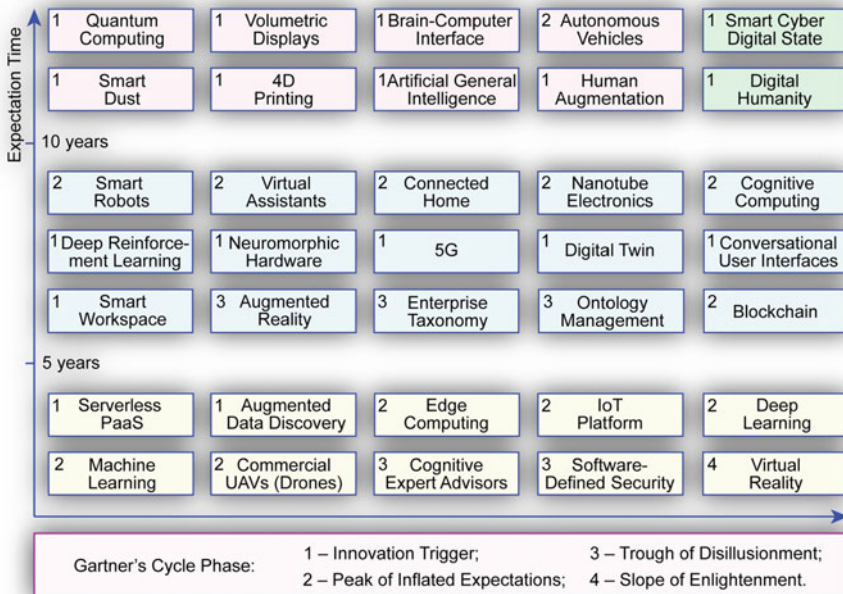 Expectation Time
1 Quantum Computing
1 Volumetric Displays
1 Brain-Computer Interface
2 Autonomous Vehicles
1 Smart Cyber Digital State
1 Smart Dust
1 4D Printing
1 Artificial General Intelligence
1 Human Augmentation
1 Digital Humanity
10 years
2 Smart Robots
2 Virtual Assistants
2 Connected Home
2 Nanotube Electronics
2 Cognitive Computing
1 Deep Reinforce-
ment Learning
1 Neuromorphic Hardware
1 5G
1 Digital Twin
1 Conversational User Interfaces
1 Smart Workspace
3 Augmented Reality
3 Enterprise Taxonomy
3 Ontology Management
2 Blockchain
5 years
1 Serverless PaaS
1 Augmented Data Discovery
2 Edge Computing
2 IoT Platform
2 Deep Learning
2 Machine Learning
2 Commercial UAVs (Drones)
3 Cognitive Expert Advisors
3 Software-
Defined Security
4 Virtual Reality
Gartner's Cycle Phase:
1 – Innovation Trigger;
2 – Peak of Inflated Expectations;
3 – Trough of Disillusionment;
4 – Slope of Enlightenment.